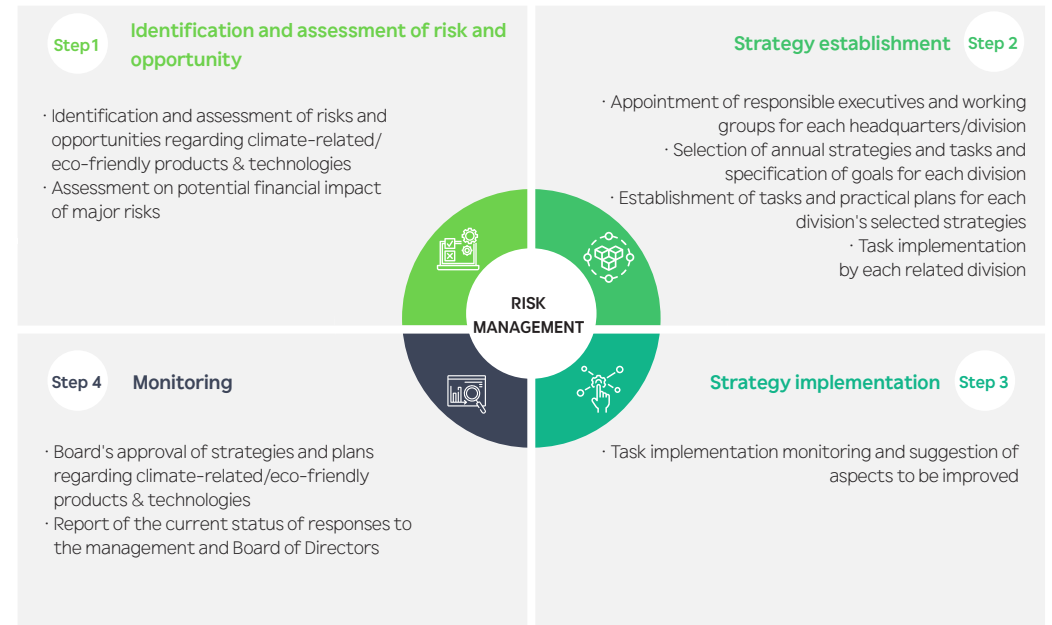 Step1
Identification and assessment of risk and
opportunity
· Identification and assessment of risks and
opportunities regarding climate-related/
eco-friendly products & technologies
· Assessment on potential financial impact
of major risks
Strategy establishment
Step 2
· Appointment of responsible executives and working
groups for each headquarters/division
· Selection of annual strategies and tasks and
specification of goals for each division
· Establishment of tasks and practical plans for each
division's selected strategies
· Task implementation
by each related division
RISK
MANAGEMENT
Strategy implementation
Step 3
· Task implementation monitoring and suggestion of
aspects to be improved
Step 4
Monitoring
· Board's approval of strategies and plans
regarding climate-related/eco-friendly
products & technologies
· Report of the current status of responses to
the management and Board of Directors